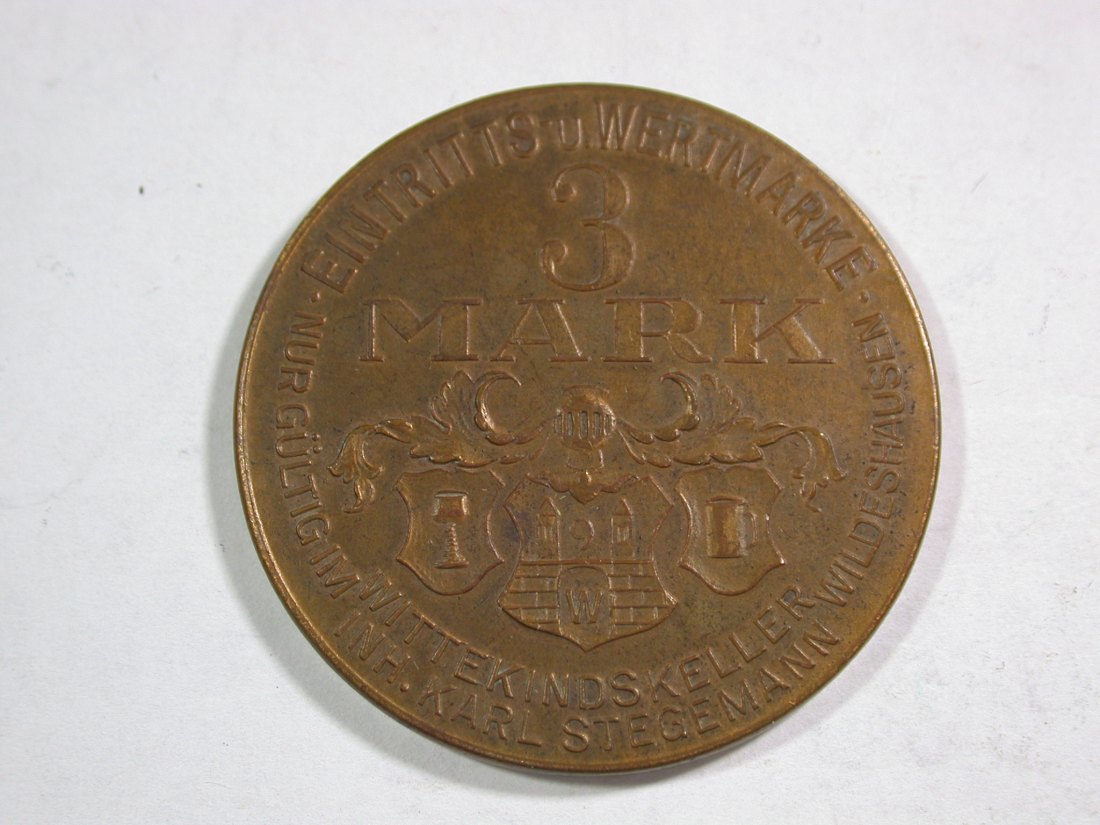 EINTRITTS U. WERTMARKE
3
MARK
· NUR GÜLTIG IM WITTEKINDSKELLER WILDESHAUSEN ·
INH. KARL STEGEMANN
W